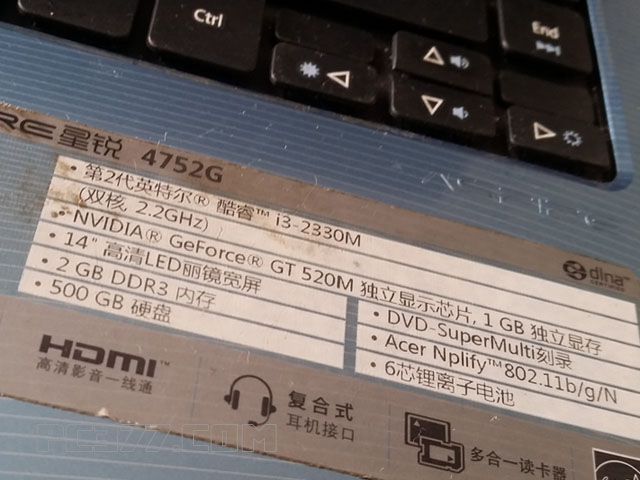 Ctrl
End
RE星锐 4752G
• 第2代英特尔® 酷睿™ i3-2330M
(双核, 2.2GHz)
• NVIDIA® GeForce® GT 520M 独立显示芯片, 1 GB 独立显存
• 14" 高清LED丽镜宽屏
• 2 GB DDR3 内存
• 500 GB 硬盘
• DVD-SuperMulti刻录
• Acer Nplify™802.11b/g/N
• 6芯锂离子电池
dlna™
CERTIFIED
HDMI™
高清影音一线通
复合式
耳机接口
多合一读卡器